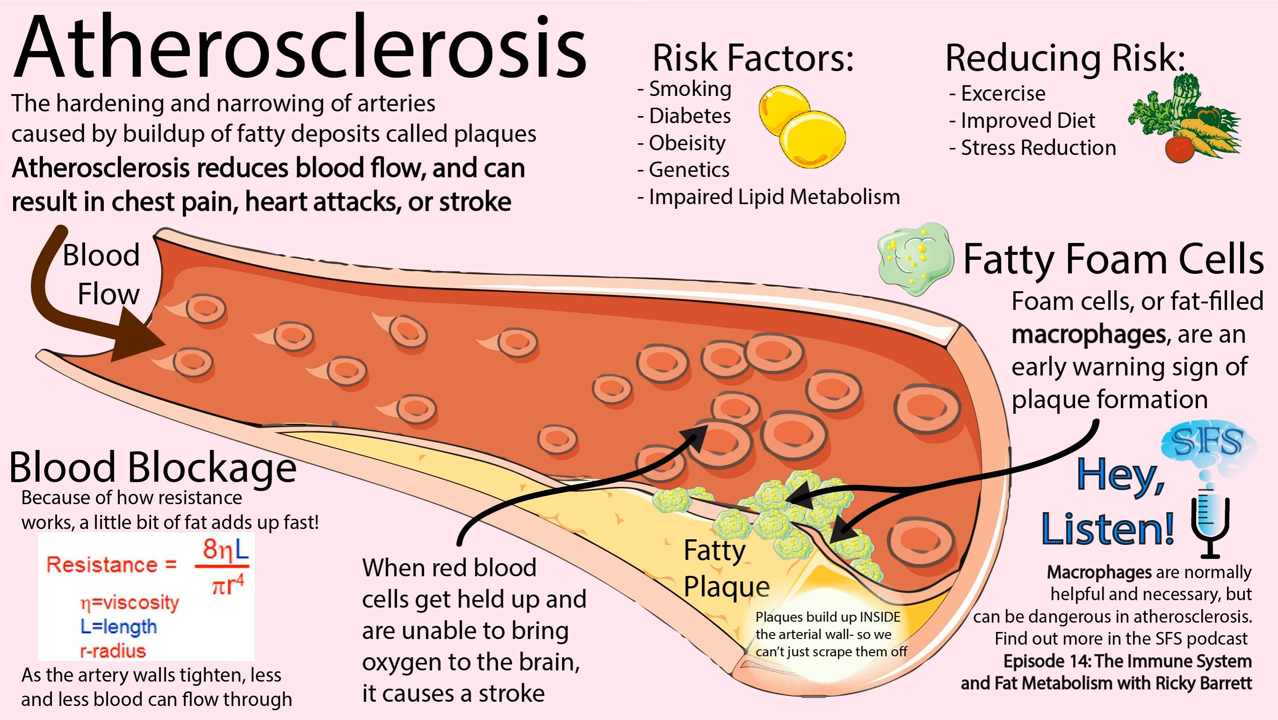 Atherosclerosis
The hardening and narrowing of arteries
caused by buildup of fatty deposits called plaques
Atherosclerosis reduces blood flow, and can
result in chest pain, heart attacks, or stroke
Risk Factors:
- Smoking
- Diabetes
- Obeisity
- Genetics
- Impaired Lipid Metabolism
Reducing Risk:
- Excercise
- Improved Diet
- Stress Reduction
Blood
Flow
Fatty Foam Cells
Foam cells, or fat-filled
macrophages, are an
early warning sign of
plaque formation
Blood Blockage
Because of how resistance
works, a little bit of fat adds up fast!
Resistance = 8ηL
πr⁴
η=viscosity
L=length
r-radius
As the artery walls tighten, less
and less blood can flow through
When red blood
cells get held up and
are unable to bring
oxygen to the brain,
it causes a stroke
Fatty
Plaque
Plaques build up INSIDE
the arterial wall- so we
can't just scrape them off
SFS
Hey,
Listen!
Macrophages are normally
helpful and necessary, but
can be dangerous in atherosclerosis.
Find out more in the SFS podcast
Episode 14: The Immune System
and Fat Metabolism with Ricky Barrett